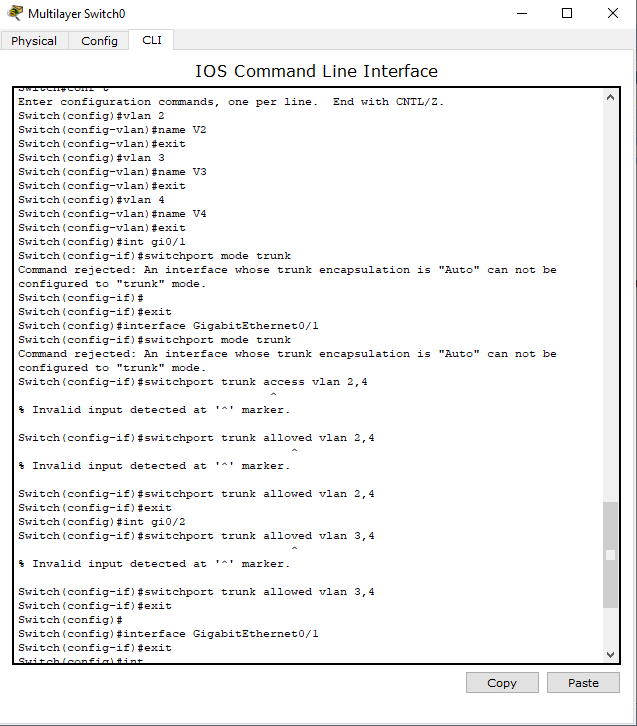 Multilayer Switch0
Physical Config CLI
IOS Command Line Interface
Switch#conf t
Enter configuration commands, one per line.  End with CNTL/Z.
Switch(config)#vlan 2
Switch(config-vlan)#name V2
Switch(config-vlan)#exit
Switch(config)#vlan 3
Switch(config-vlan)#name V3
Switch(config-vlan)#exit
Switch(config)#vlan 4
Switch(config-vlan)#name V4
Switch(config-vlan)#exit
Switch(config)#int gi0/1
Switch(config-if)#switchport mode trunk
Command rejected: An interface whose trunk encapsulation is "Auto" can not be
configured to "trunk" mode.
Switch(config-if)#
Switch(config-if)#exit
Switch(config)#interface GigabitEthernet0/1
Switch(config-if)#switchport mode trunk
Command rejected: An interface whose trunk encapsulation is "Auto" can not be
configured to "trunk" mode.
Switch(config-if)#switchport trunk access vlan 2,4
^
% Invalid input detected at '^' marker.
Switch(config-if)#switchport trunk alloved vlan 2,4
^
% Invalid input detected at '^' marker.
Switch(config-if)#switchport trunk allowed vlan 2,4
Switch(config-if)#exit
Switch(config)#int gi0/2
Switch(config-if)#switchport trunk alloved vlan 3,4
^
% Invalid input detected at '^' marker.
Switch(config-if)#switchport trunk allowed vlan 3,4
Switch(config-if)#exit
Switch(config)#
Switch(config)#interface GigabitEthernet0/1
Switch(config-if)#exit
Switch(config)#int
Copy Paste